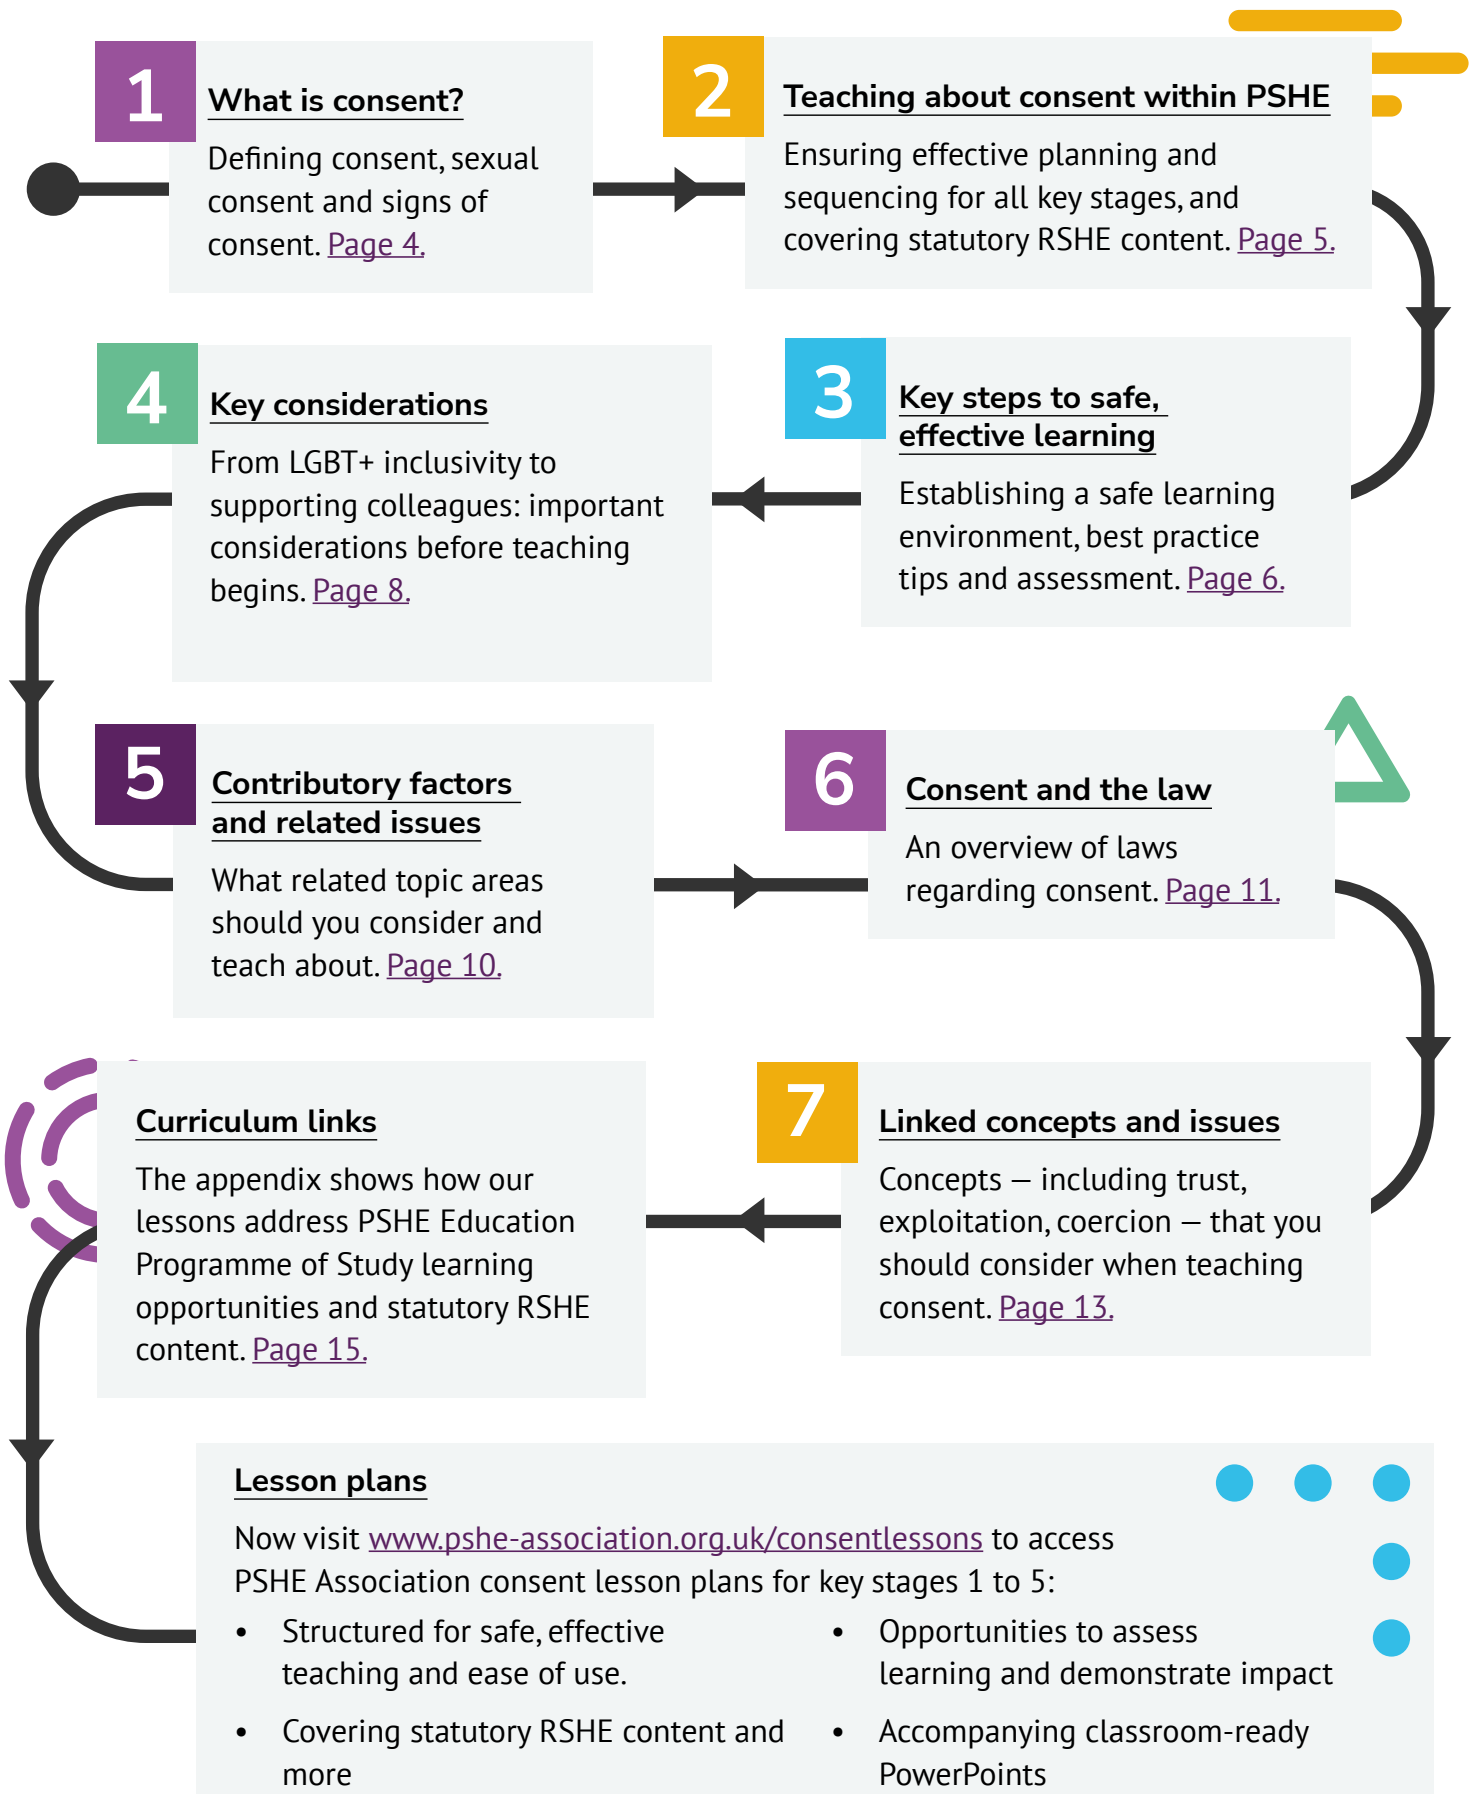 1
What is consent?
Defining consent, sexual
consent and signs of
consent. Page 4.
2
Teaching about consent within PSHE
Ensuring effective planning and
sequencing for all key stages, and
covering statutory RSHE content. Page 5.
3
Key steps to safe,
effective learning
Establishing a safe learning
environment, best practice
tips and assessment. Page 6.
4
Key considerations
From LGBT+ inclusivity to
supporting colleagues: important
considerations before teaching
begins. Page 8.
5
Contributory factors
and related issues
What related topic areas
should you consider and
teach about. Page 10.
6
Consent and the law
An overview of laws
regarding consent. Page 11.
7
Linked concepts and issues
Concepts — including trust,
exploitation, coercion — that you
should consider when teaching
consent. Page 13.
Curriculum links
The appendix shows how our
lessons address PSHE Education
Programme of Study learning
opportunities and statutory RSHE
content. Page 15.
Lesson plans
Now visit www.pshe-association.org.uk/consentlessons to access
PSHE Association consent lesson plans for key stages 1 to 5:
• Structured for safe, effective
teaching and ease of use.
• Covering statutory RSHE content and
more
• Opportunities to assess
learning and demonstrate impact
• Accompanying classroom-ready
PowerPoints